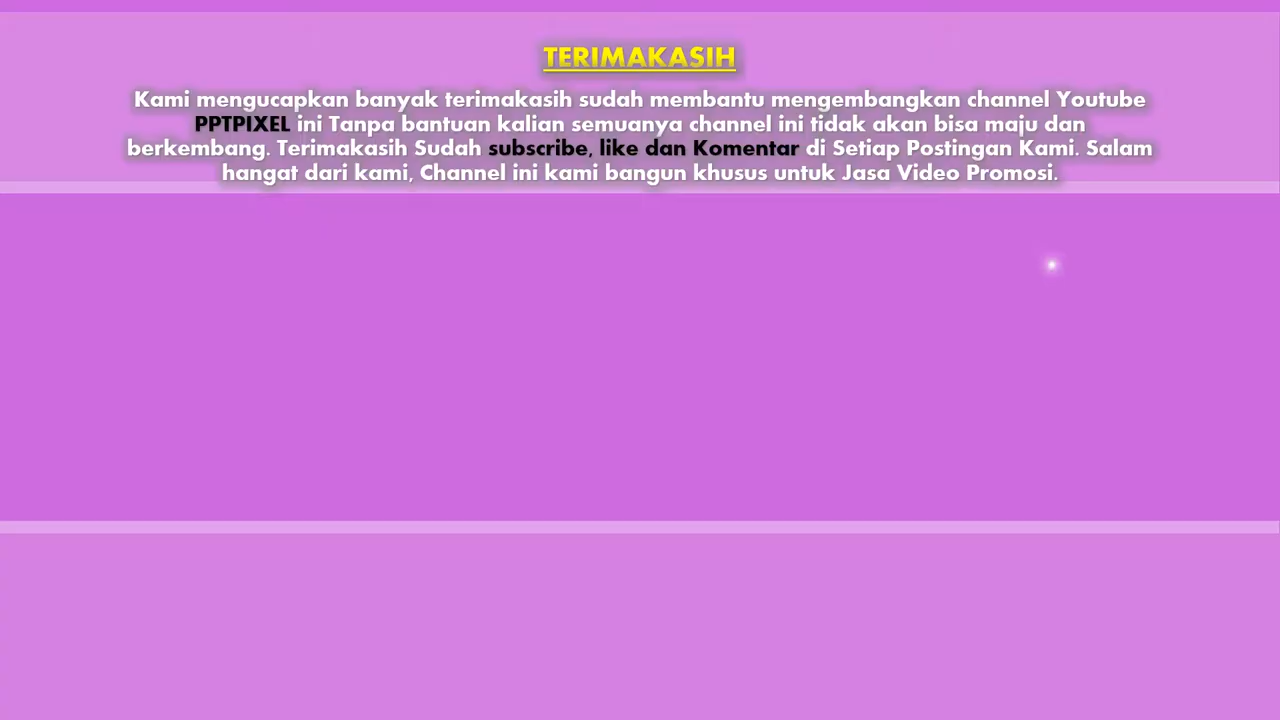 TERIMAKASIH
Kami mengucapkan banyak terimakasih sudah membantu mengembangkan channel Youtube
PPTPIXEL ini Tanpa bantuan kalian semuanya channel ini tidak akan bisa maju dan
berkembang. Terimakasih Sudah subscribe, like dan Komentar di Setiap Postingan Kami. Salam
hangat dari kami, Channel ini kami bangun khusus untuk Jasa Video Promosi.